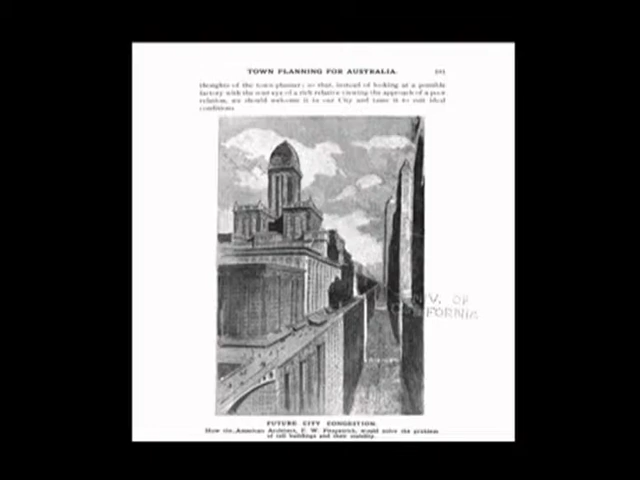 TOWN PLANNING FOR AUSTRALIA.
thoughts of the town-planner; so that, instead of looking at a possible
factory with the sour eye of a rich relative viewing the approach of a poor
relation, we should welcome it to our City and tame it to suit ideal
conditions.
UNIV. OF
CALIFORNIA
FUTURE CITY CONGESTION.
How the American Architect, F. W. Fitzpatrick, would solve the problem
of tall buildings and their standing.